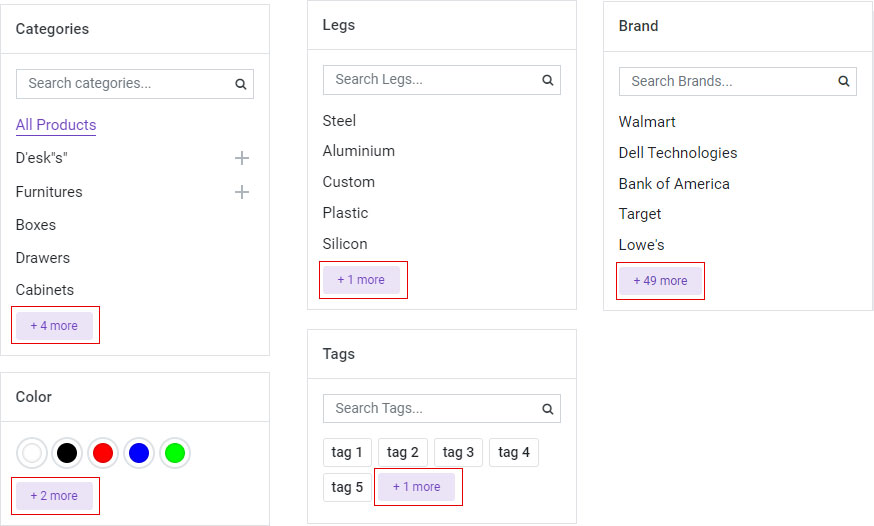 Categories
Search categories...
All Products
D'esk"s"
Furnitures
Boxes
Drawers
Cabinets
+ 4 more
Color
+ 2 more
Legs
Search Legs...
Steel
Aluminium
Custom
Plastic
Silicon
+ 1 more
Tags
Search Tags...
tag 1 tag 2 tag 3 tag 4
tag 5 + 1 more
Brand
Search Brands...
Walmart
Dell Technologies
Bank of America
Target
Lowe's
+ 49 more